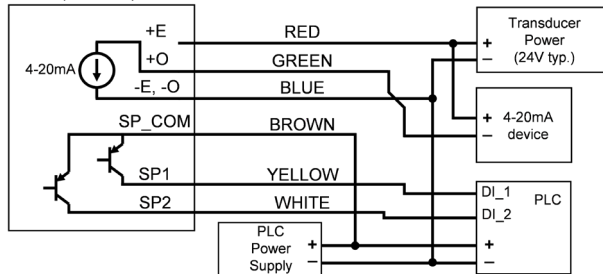 +E
RED
Transducer
Power
(24V typ.)
+
−
4-20mA
+O
GREEN
-E, -O
BLUE
4-20mA
device
+
−
SP_COM
BROWN
SP1
YELLOW
DI_1
PLC
SP2
WHITE
DI_2
PLC
Power
Supply
+
−
+
−